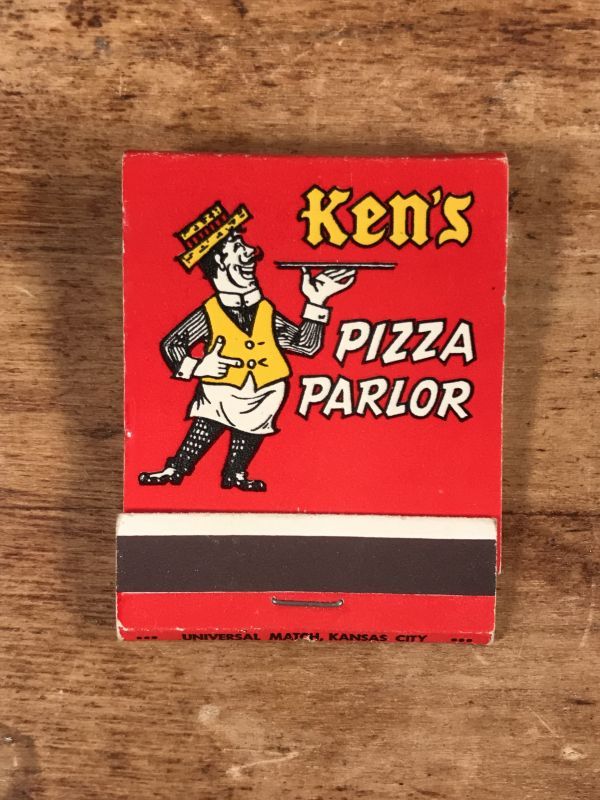 Ken's
PIZZA
PARLOR
UNIVERSAL MATCH, KANSAS CITY